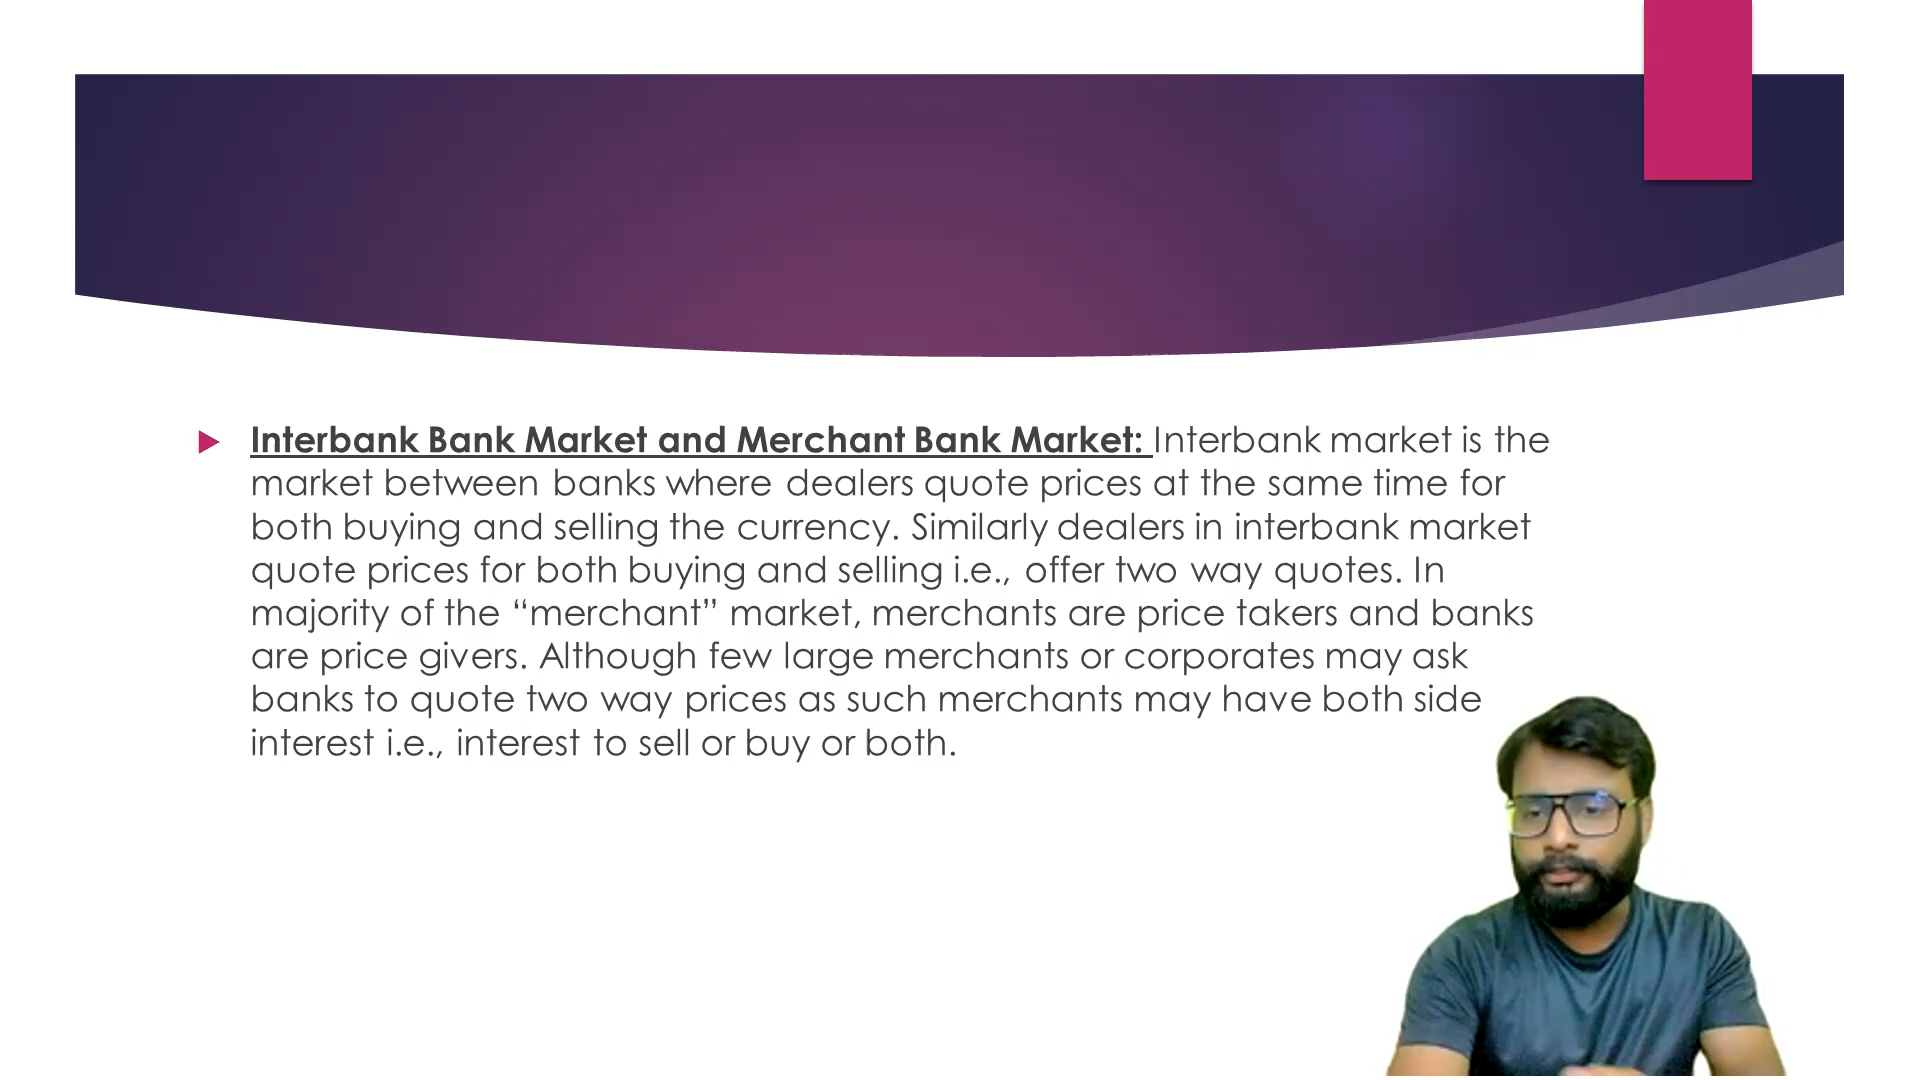 Interbank Bank Market and Merchant Bank Market: Interbank market is the
market between banks where dealers quote prices at the same time for
both buying and selling the currency. Similarly dealers in interbank market
quote prices for both buying and selling i.e., offer two way quotes. In
majority of the “merchant” market, merchants are price takers and banks
are price givers. Although few large merchants or corporates may ask
banks to quote two way prices as such merchants may have both side
interest i.e., interest to sell or buy or both.